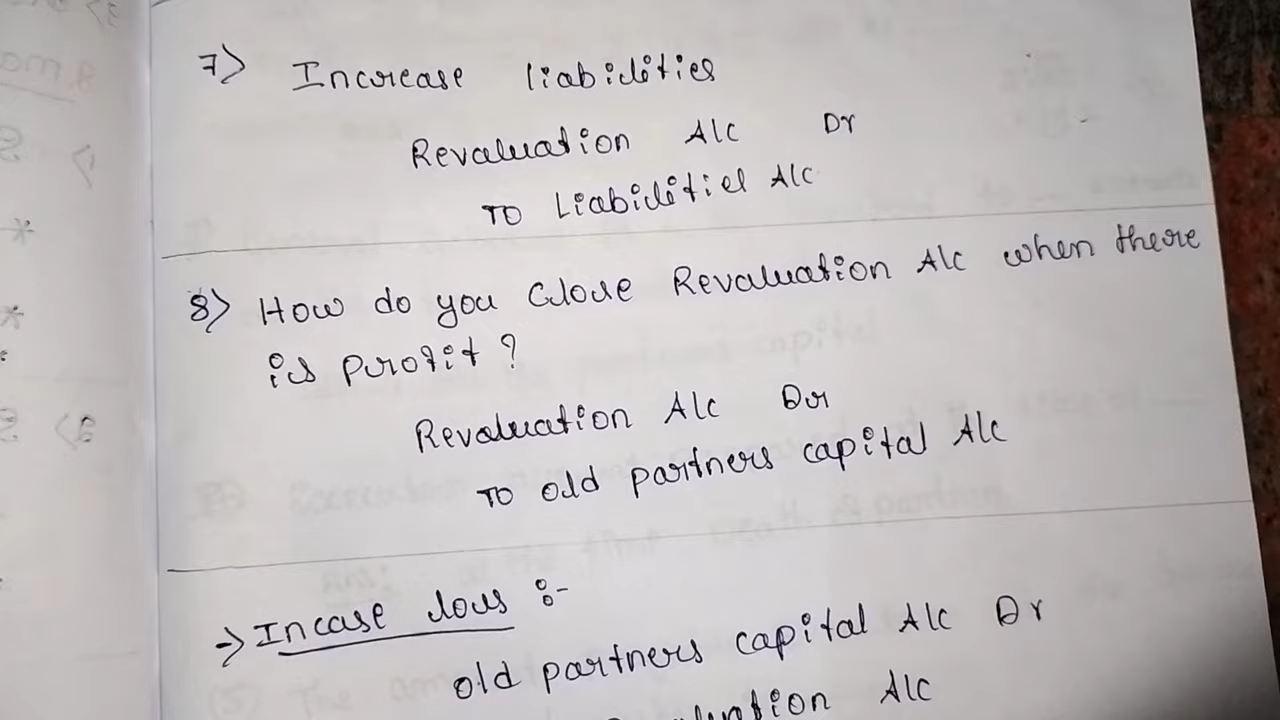 7) Increase liabilities
Revaluation A/c Dr
To Liabilities A/c
8) How do you close Revaluation A/c when there
is profit ?
Revaluation A/c Dr
To old partners capital A/c
→ Incase loss :-
old partners capital A/c Dr
A/c